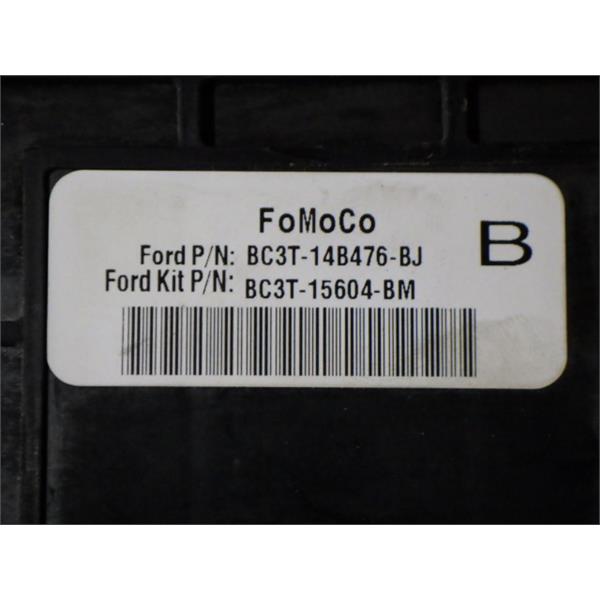 FoMoCo
B
Ford P/N: BC3T-14B476-BJ
Ford Kit P/N: BC3T-15604-BM